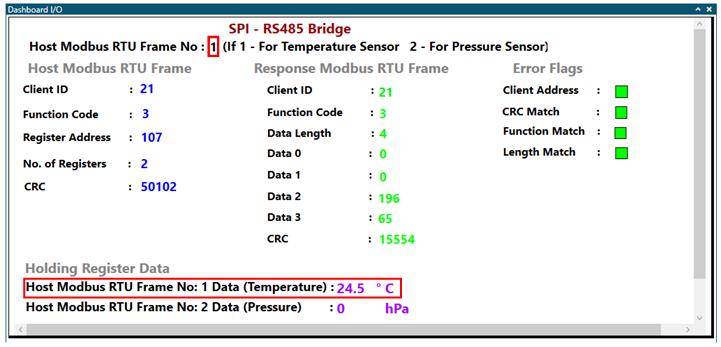 Dashboard I/O
SPI - RS485 Bridge
Host Modbus RTU Frame No : 1 (If 1 - For Temperature Sensor 2 - For Pressure Sensor)
Host Modbus RTU Frame
Client ID : 21
Function Code : 3
Register Address : 107
No. of Registers : 2
CRC : 50102
Response Modbus RTU Frame
Client ID : 21
Function Code : 3
Data Length : 4
Data 0 : 0
Data 1 : 0
Data 2 : 196
Data 3 : 65
CRC : 15554
Error Flags
Client Address :
CRC Match :
Function Match :
Length Match :
Holding Register Data
Host Modbus RTU Frame No: 1 Data (Temperature) : 24.5 ° C
Host Modbus RTU Frame No: 2 Data (Pressure) : 0 hPa